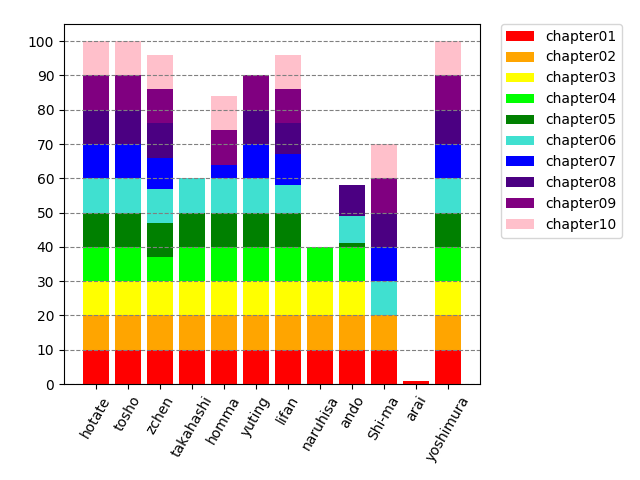 100
90
80
70
60
50
40
30
20
10
0
hotate
tosho
zchen
takahashi
homma
yuting
lifan
naruhisa
ando
Shi-ma
arai
yoshimura
chapter01
chapter02
chapter03
chapter04
chapter05
chapter06
chapter07
chapter08
chapter09
chapter10